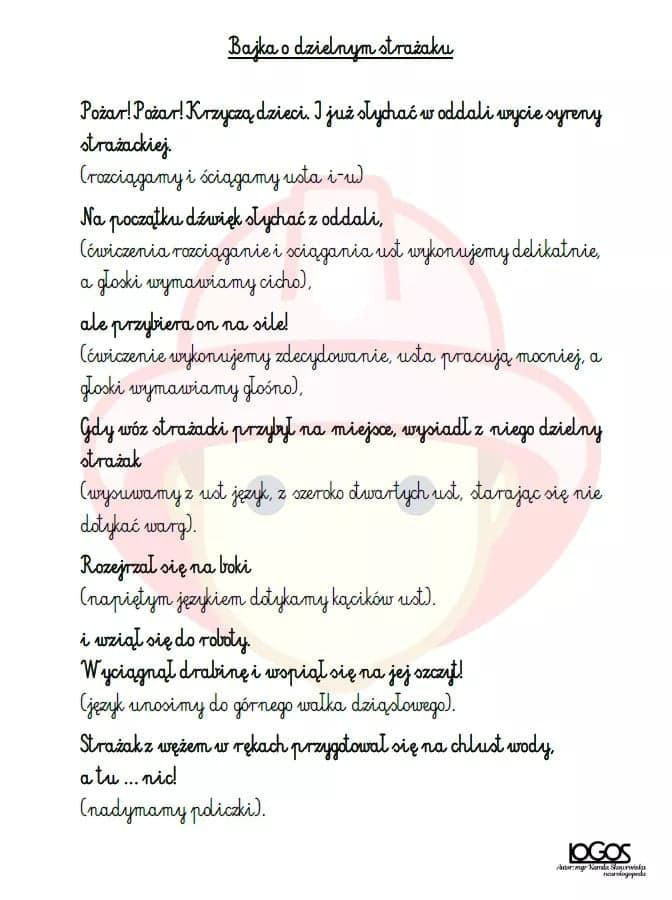 Bajka o dzielnym strażaku
Pożar! Pożar! Krzyczą dzieci. I już słychać w oddali wycie syreny
strażackiej.
(rozciągamy i ściągamy usta i-u)
Na początku dźwięk słychać z oddali,
(ćwiczenia rozciąganie i sciągania ust wykonujemy delikatnie,
a głoski wymawiamy cicho),
ale przybiera on na sile!
(ćwiczenie wykonujemy zdecydowanie, usta pracują mocniej, a
głoski wymawiamy głośno),
Gdy wóz strażacki przybył na miejsce, wysiadł z niego dzielny
strażak
(wysuwamy z ust język, z szeroko otwartych ust, starając się nie
dotykać warg).
Rozejrzał się na boki
(napiętym językiem dotykamy kącików ust).
i wziął się do roboty.
Wyciągnął drabinę i wspiął się na jej szczyt!
(język unosimy do górnego wałka dziąsłowego).
Strażak z wężem w rękach przygotował się na chlust wody,
a tu ... nic!
(nadymamy policzki).
LOGOS
Autor: mgr Kamila Sławińska
neurologopeda